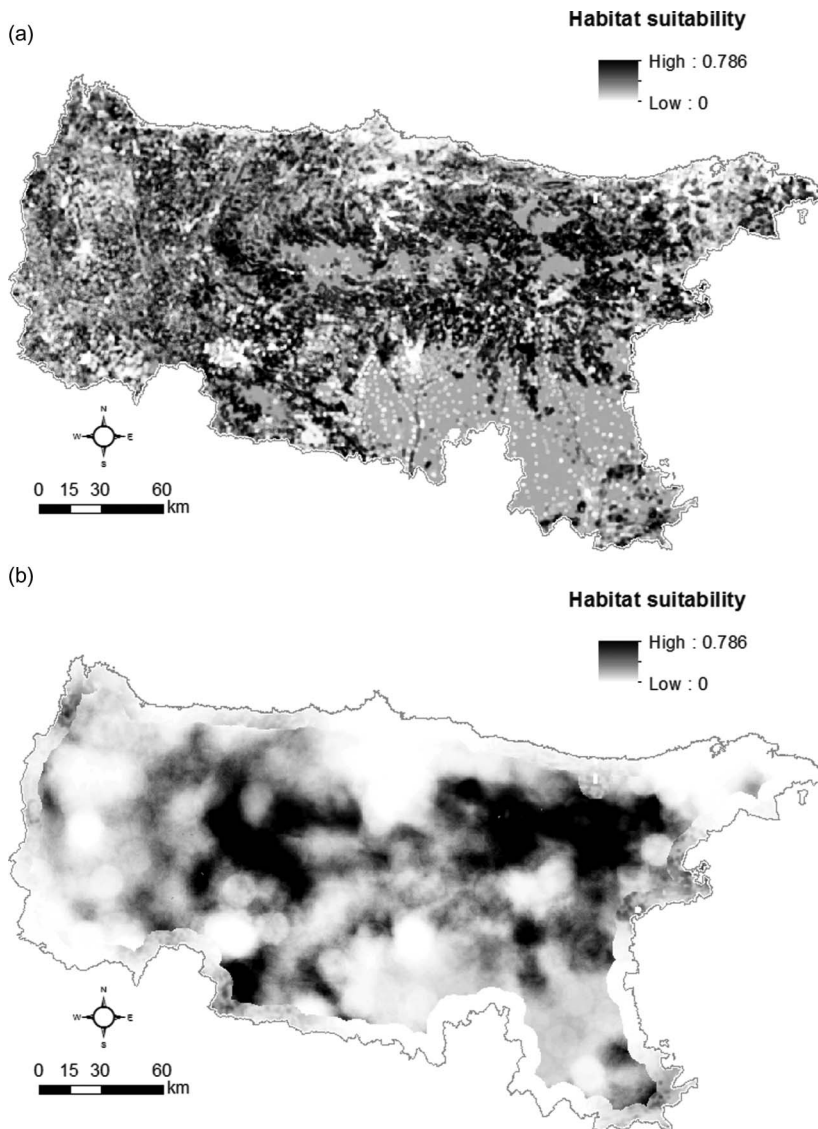 (a)
Habitat suitability
High : 0.786
Low : 0
N
W E
S
0 15 30 60
km
(b)
Habitat suitability
High : 0.786
Low : 0
N
W E
S
0 15 30 60
km